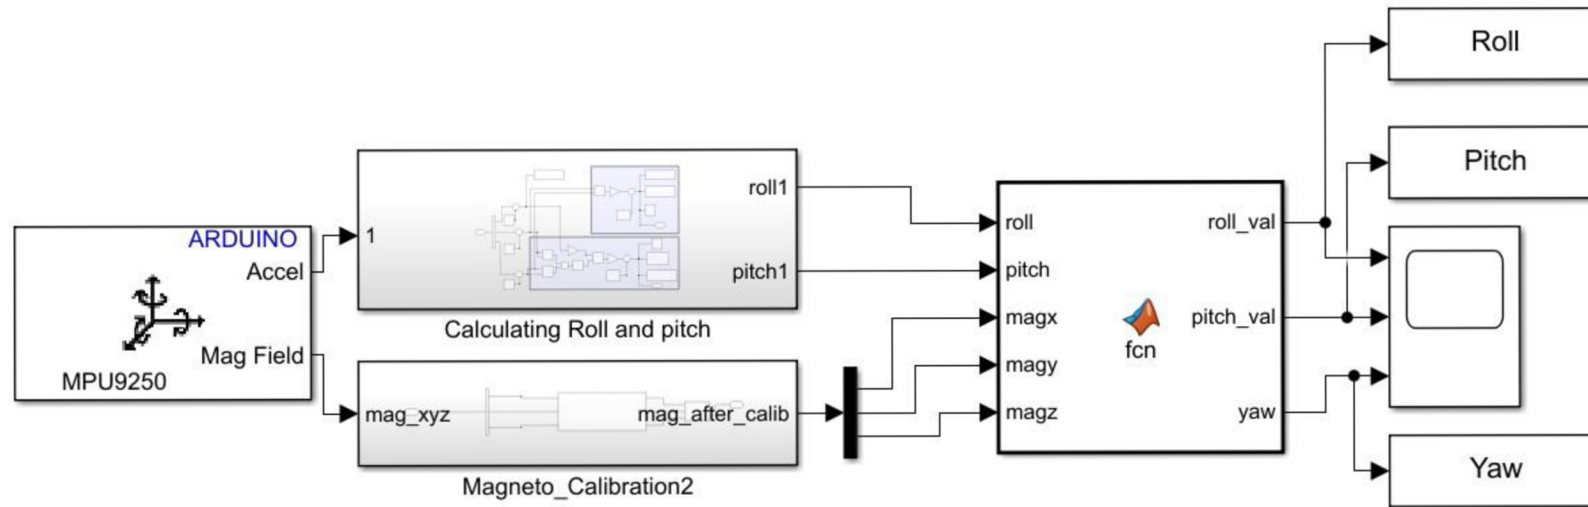 ARDUINO
Accel
Mag Field
MPU9250
1
roll1
pitch1
Calculating Roll and pitch
mag_xyz
mag_after_calib
Magneto_Calibration2
roll
pitch
magx
magy
magz
fcn
roll_val
pitch_val
yaw
Roll
Pitch
Yaw